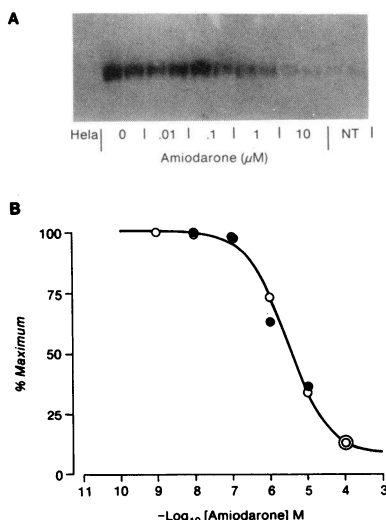 A
Hela | 0 | .01 | .1 | 1 | 10 | NT |
Amiodarone (μM)
B
100
75
50
25
0
% Maximum
11 10 9 8 7 6 5 4 3
–Log₁₀ [Amiodarone] M